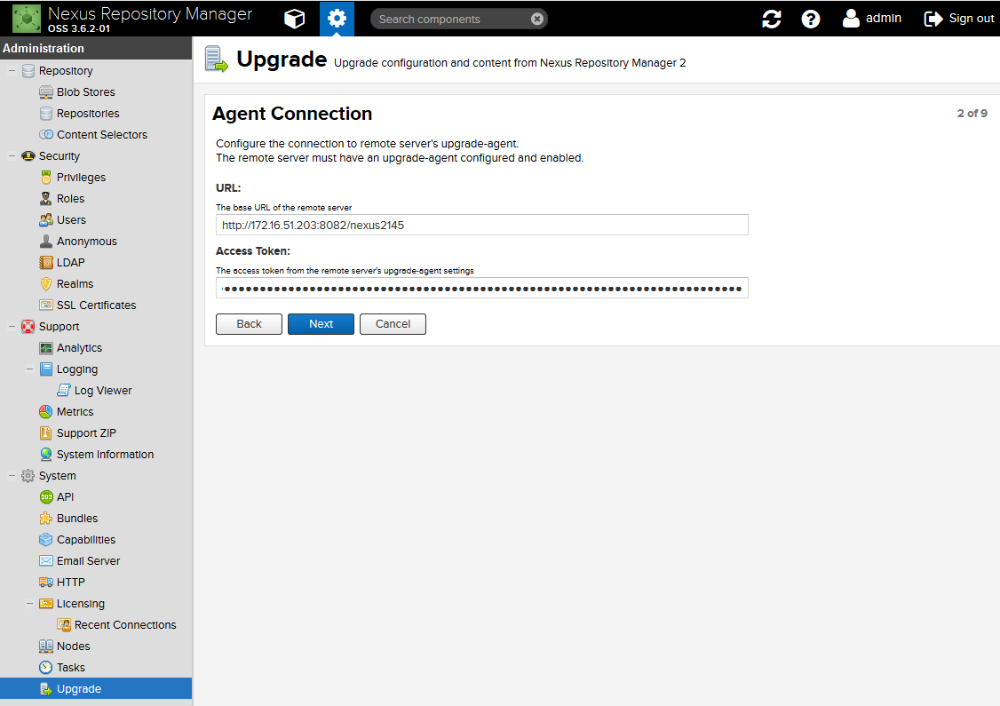 Nexus Repository Manager
OSS 3.6.2-01
Search components
admin
Sign out
Administration
Repository
Blob Stores
Repositories
Content Selectors
Security
Privileges
Roles
Users
Anonymous
LDAP
Realms
SSL Certificates
Support
Analytics
Logging
Log Viewer
Metrics
Support ZIP
System Information
System
API
Bundles
Capabilities
Email Server
HTTP
Licensing
Recent Connections
Nodes
Tasks
Upgrade
Upgrade Upgrade configuration and content from Nexus Repository Manager 2
Agent Connection 2 of 9
Configure the connection to remote server's upgrade-agent.
The remote server must have an upgrade-agent configured and enabled.
URL:
The base URL of the remote server
http://172.16.51.203:8082/nexus2145
Access Token:
The access token from the remote server's upgrade-agent settings
Back Next Cancel